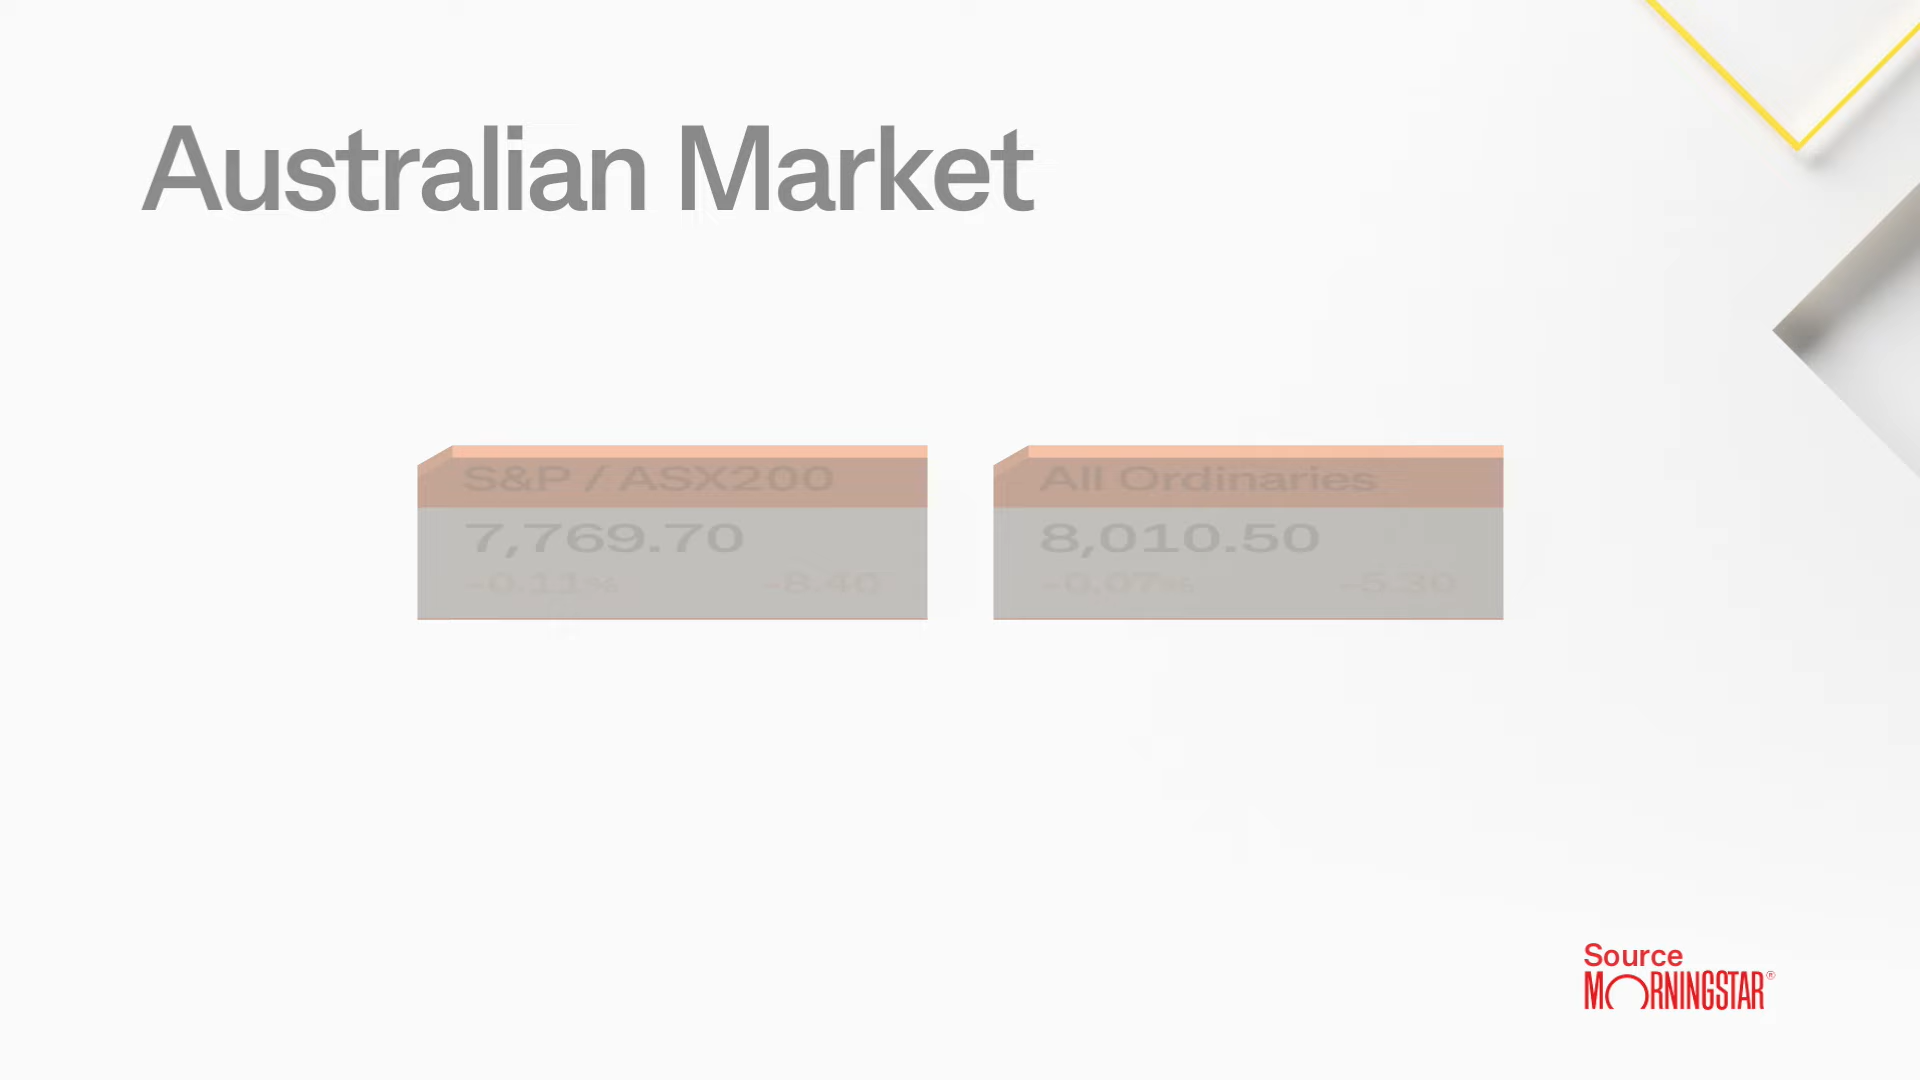 Australian Market
S&P / ASX200
7,769.70
-0.11% -8.40
All Ordinaries
8,010.50
-0.07% -5.30
Source
MORNINGSTAR®